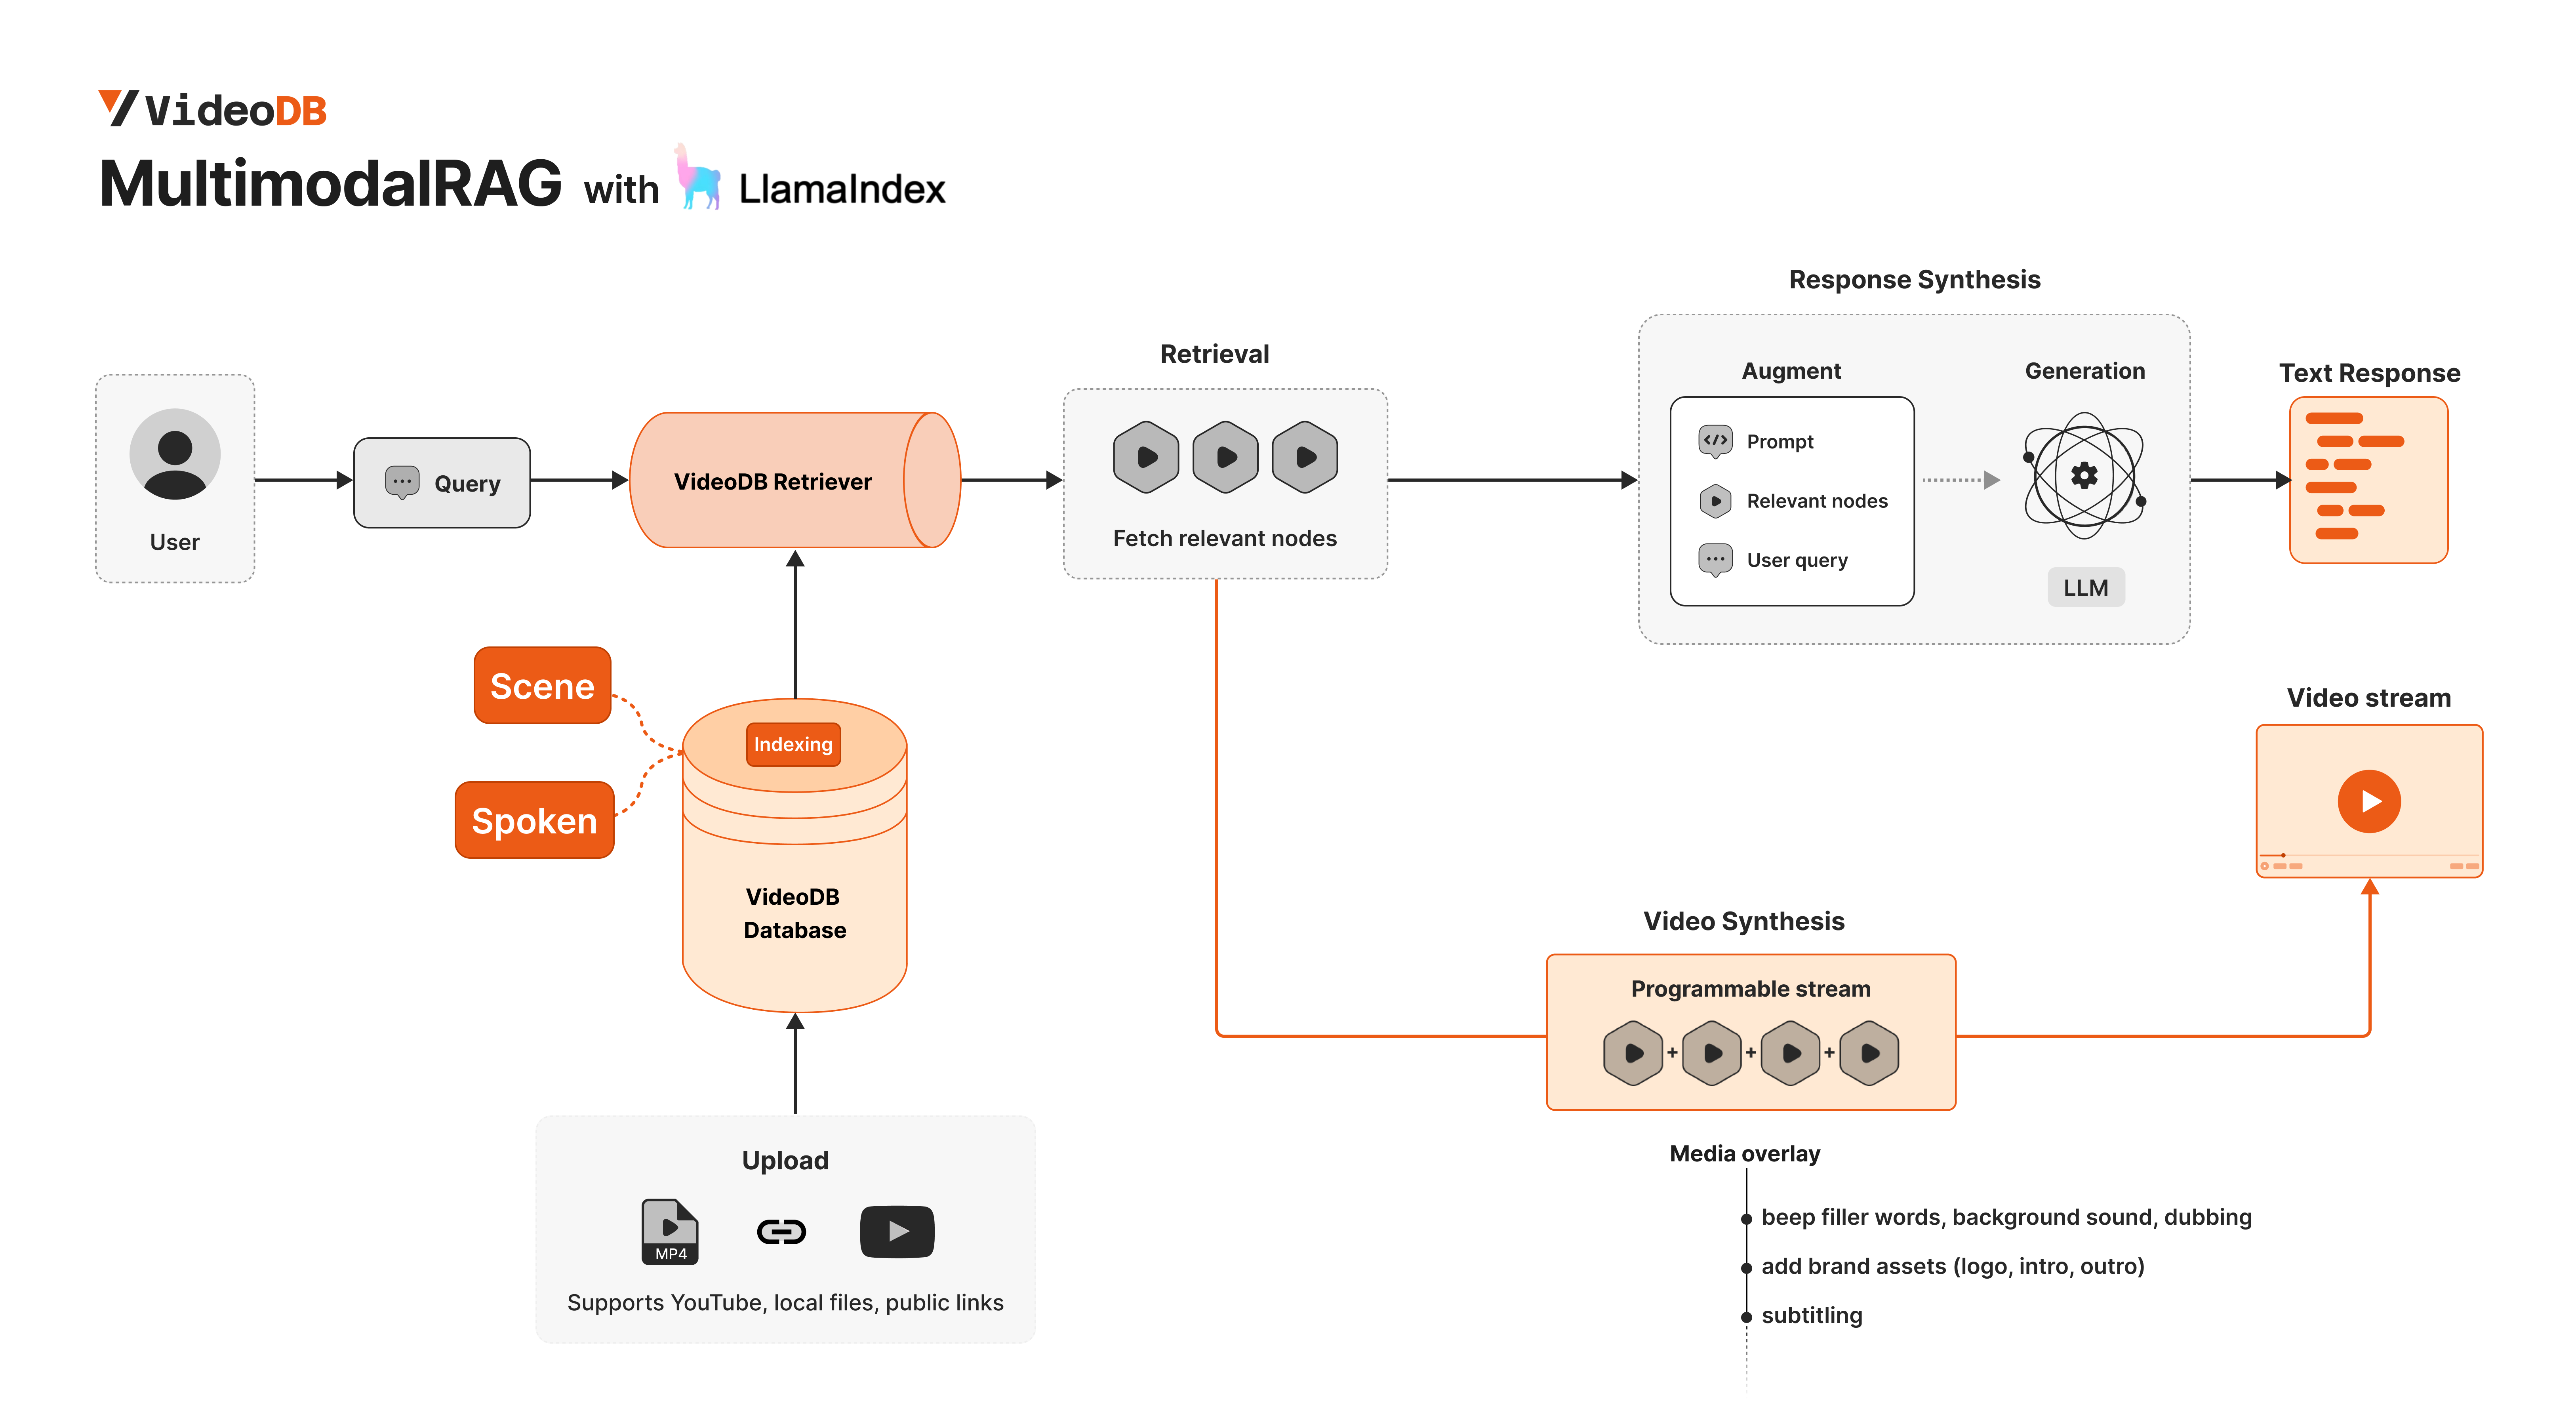 VideoDB
MultimodalRAG with LlamaIndex
User
Query
VideoDB Retriever
Retrieval
Fetch relevant nodes
Response Synthesis
Augment
Prompt
Relevant nodes
User query
Generation
LLM
Text Response
Scene
Spoken
Indexing
VideoDB
Database
Upload
MP4
Supports YouTube, local files, public links
Video stream
Video Synthesis
Programmable stream
+ + +
Media overlay
beep filler words, background sound, dubbing
add brand assets (logo, intro, outro)
subtitling